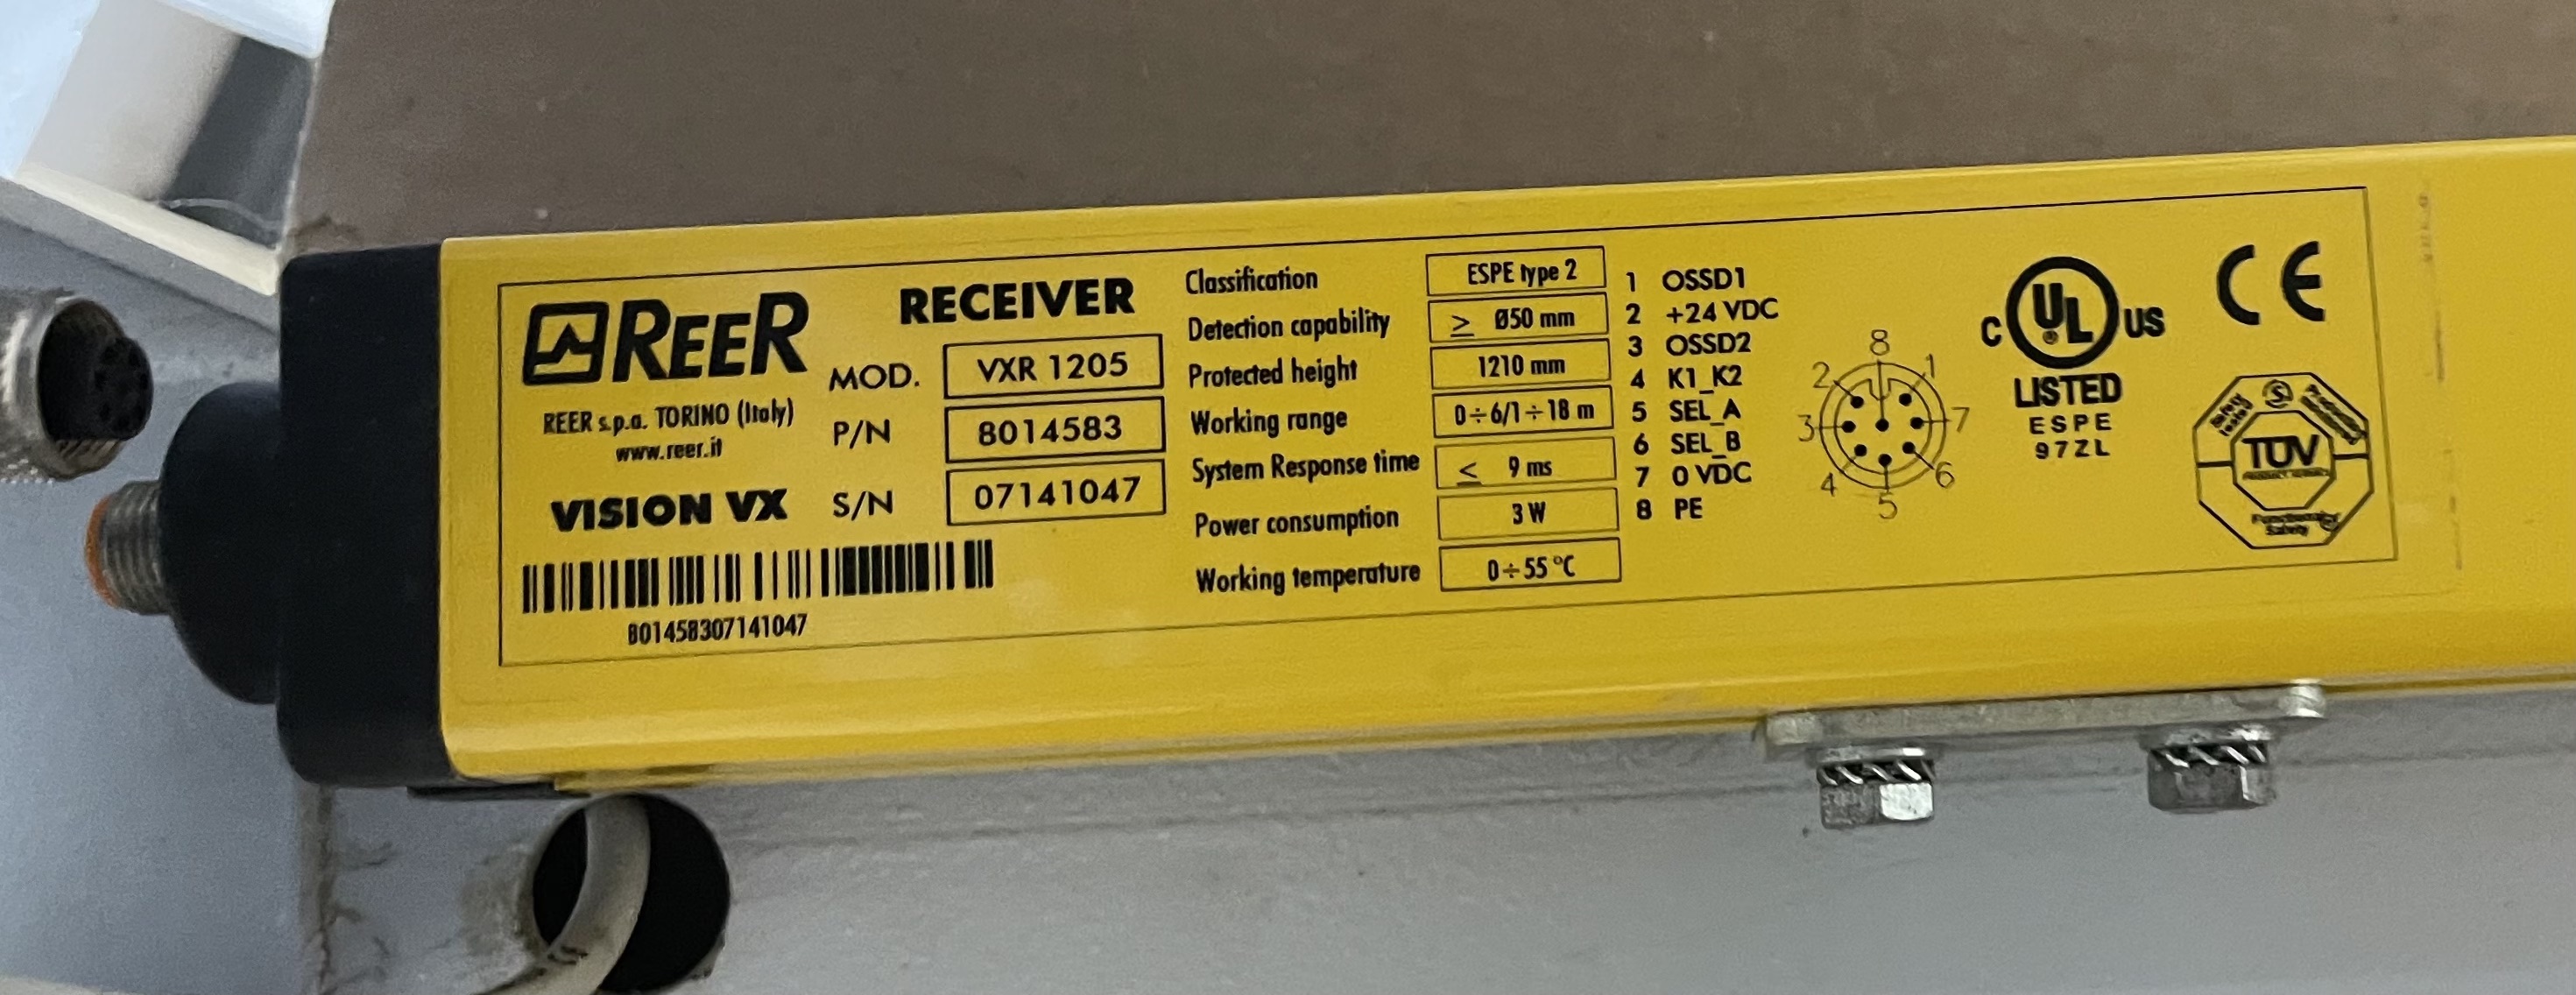 REER
REER s.p.a. TORINO (Italy)
www.reer.it
VISION VX
RECEIVER
MOD. VXR 1205
P/N 8014583
S/N 07141047
801458307141047
Classification ESPE type 2
Detection capability ≥ Ø50 mm
Protected height 1210 mm
Working range 0÷6/1÷18 m
System Response time ≤ 9 ms
Power consumption 3 W
Working temperature 0÷55 °C
1 OSSD1
2 +24 VDC
3 OSSD2
4 K1_K2
5 SEL_A
6 SEL_B
7 0 VDC
8 PE
8
2 1
3 7
4 6
5
C UL US
®
LISTED
ESPE
97ZL
CE
Safety
tested
TÜV
Functional
Safety